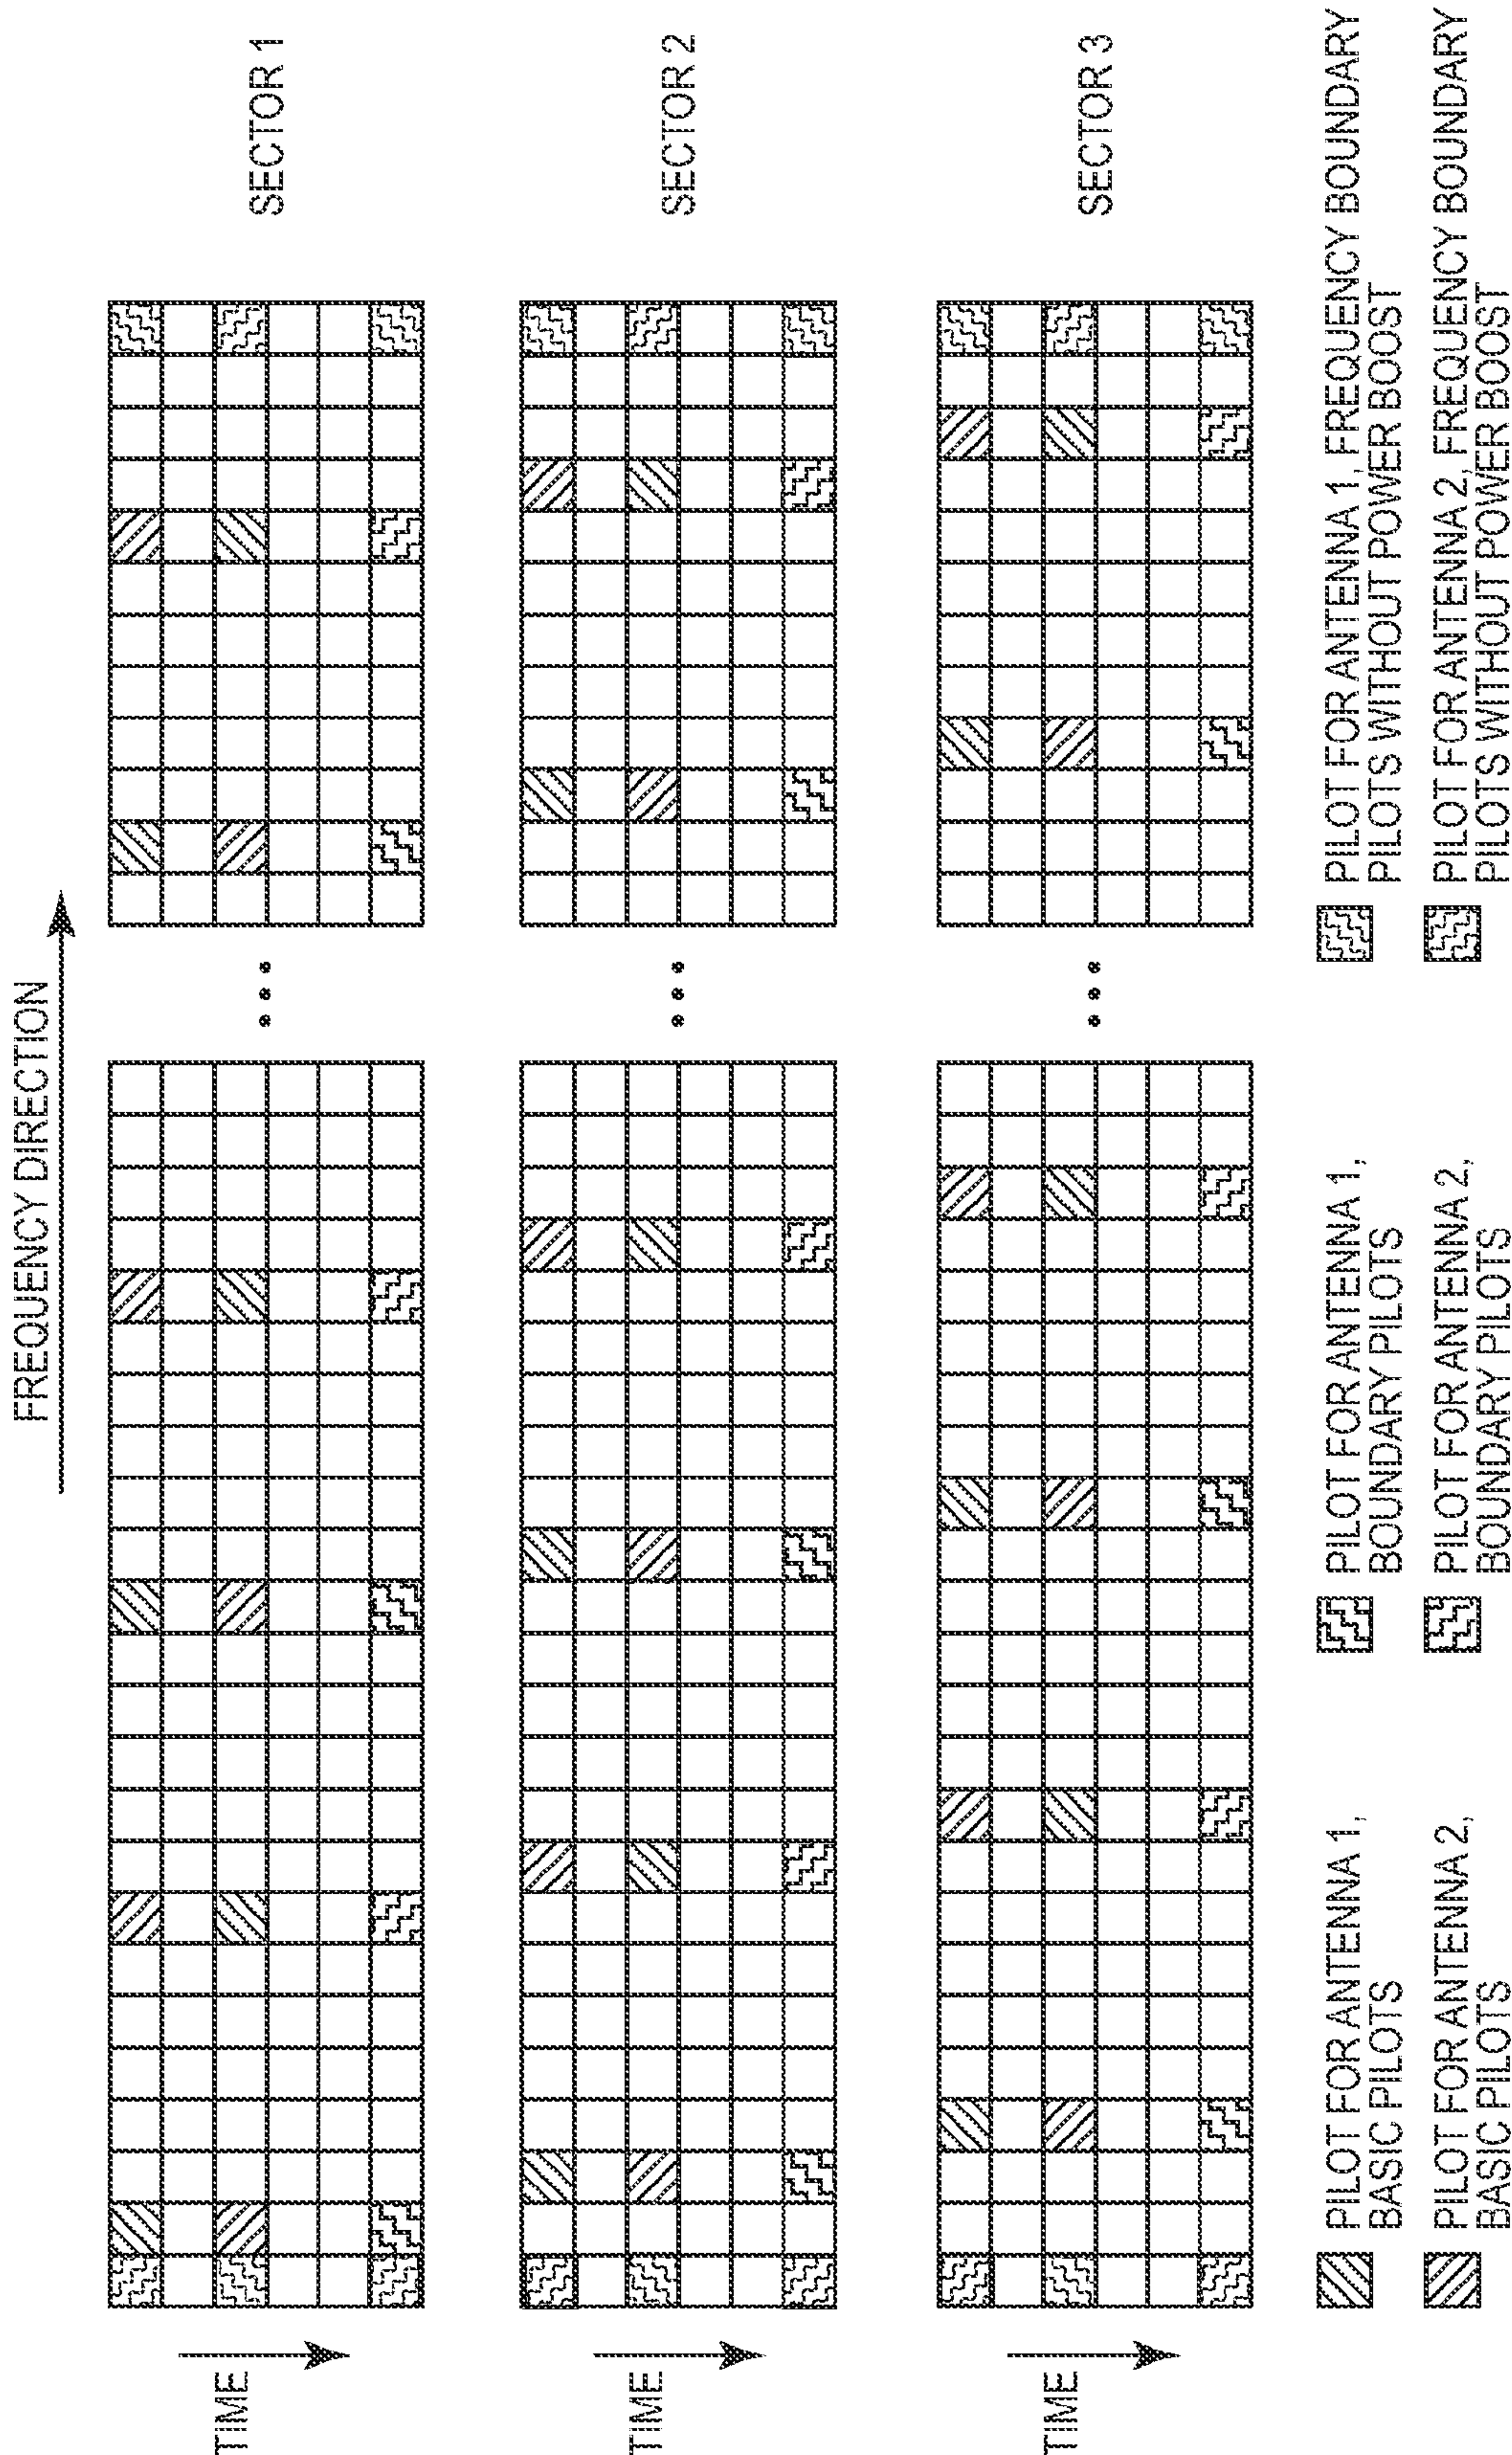 FREQUENCY DIRECTION
TIME
SECTOR 1
TIME
SECTOR 2
TIME
SECTOR 3
PILOT FOR ANTENNA 1,
BASIC PILOTS
PILOT FOR ANTENNA 2,
BASIC PILOTS
PILOT FOR ANTENNA 1,
BOUNDARY PILOTS
PILOT FOR ANTENNA 2,
BOUNDARY PILOTS
PILOT FOR ANTENNA 1, FREQUENCY BOUNDARY
PILOTS WITHOUT POWER BOOST
PILOT FOR ANTENNA 2, FREQUENCY BOUNDARY
PILOTS WITHOUT POWER BOOST